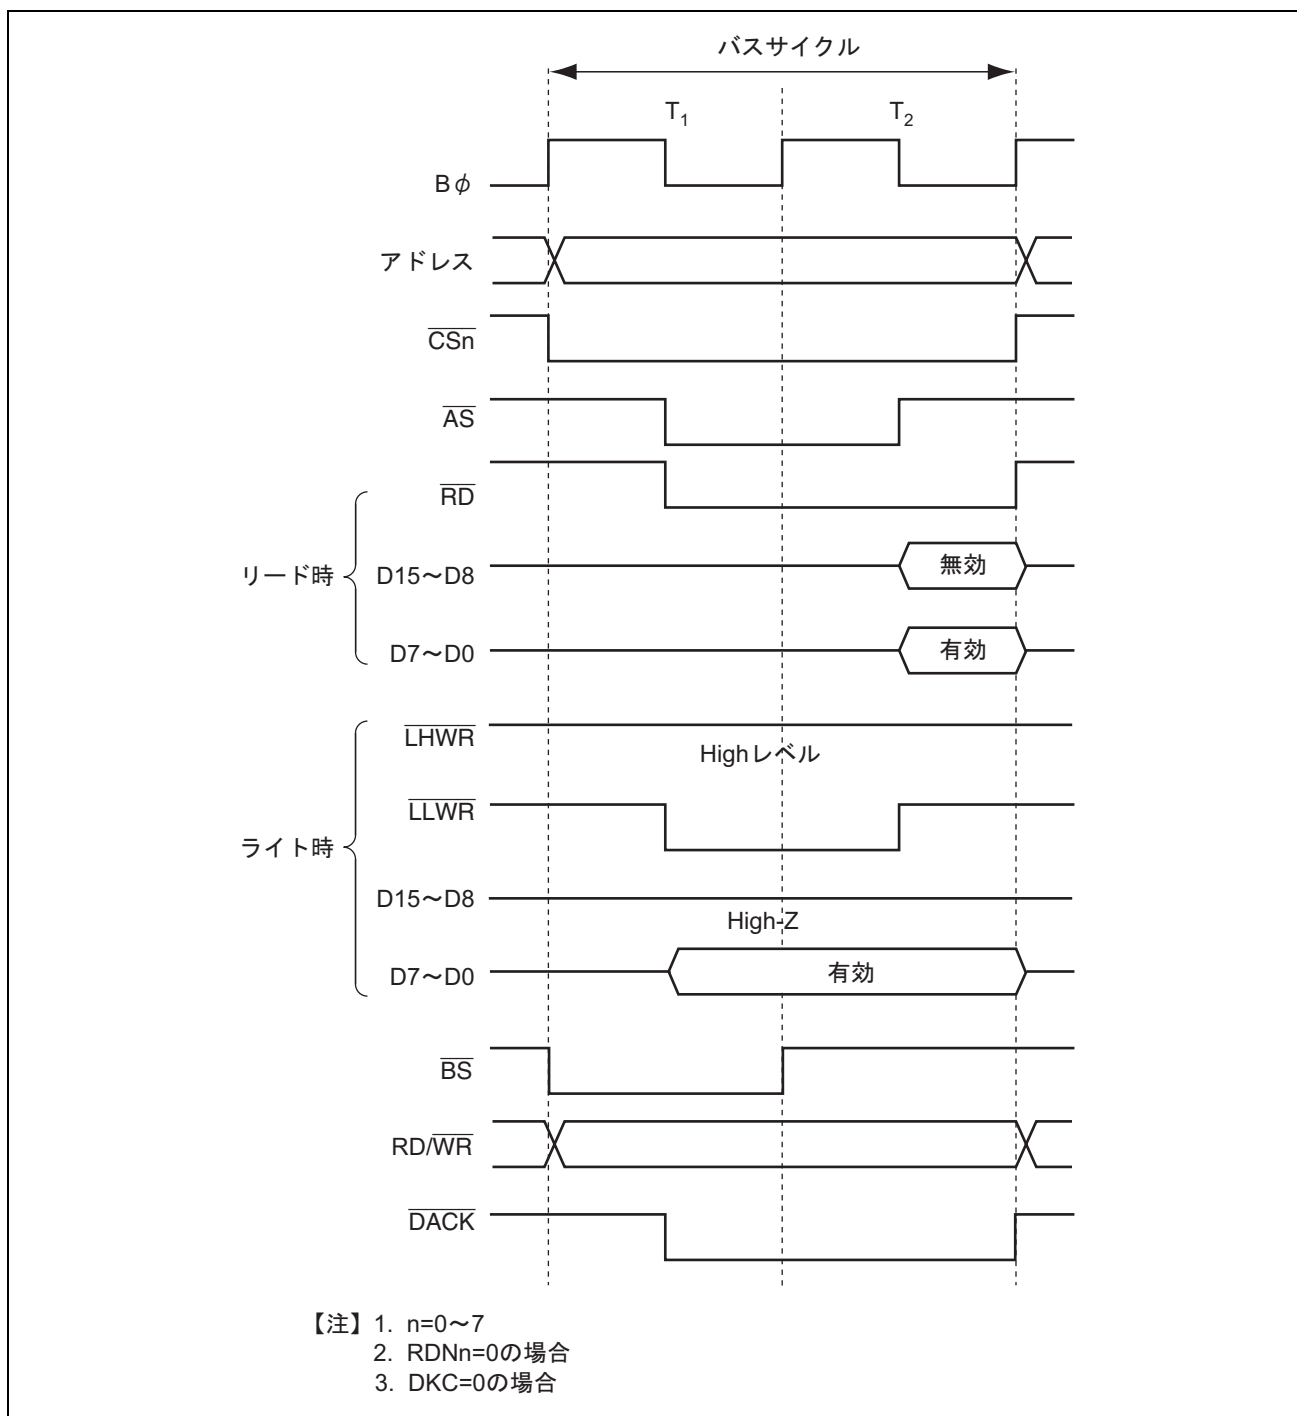 バスサイクル
T1 T2
Bφ
アドレス
CSn
AS
RD
リード時
D15～D8 無効
D7～D0 有効
LHWR
Highレベル
LLWR
ライト時
D15～D8
High-Z
D7～D0 有効
BS
RD/WR
DACK
【注】 1. n=0～7
2. RDNn=0の場合
3. DKC=0の場合